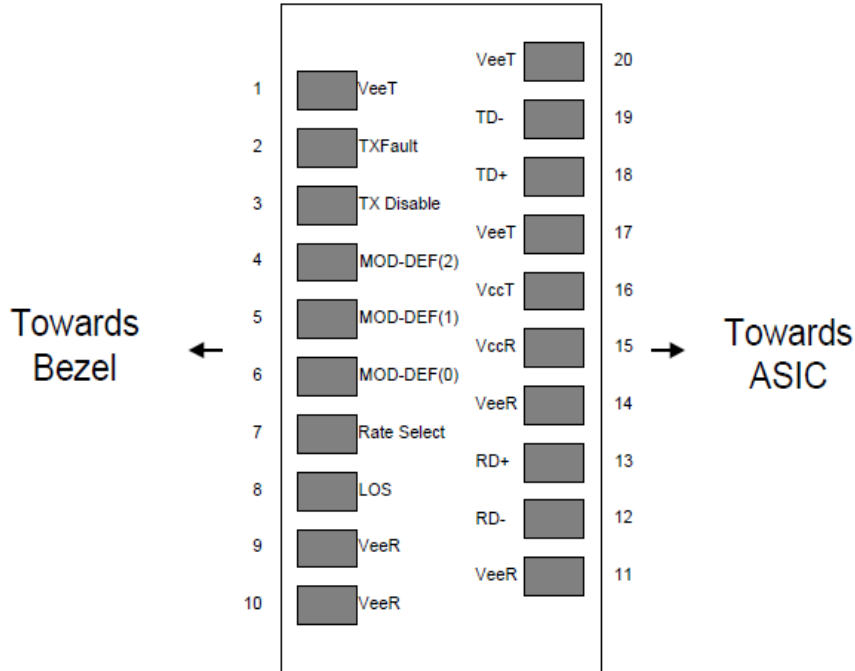 VeeT 20
1 VeeT
TD- 19
2 TXFault
TD+ 18
3 TX Disable
VeeT 17
4 MOD-DEF(2)
VccT 16
5 MOD-DEF(1)
Towards
Bezel
VccR 15
Towards
ASIC
6 MOD-DEF(0)
VeeR 14
7 Rate Select
RD+ 13
8 LOS
RD- 12
9 VeeR
VeeR 11
10 VeeR